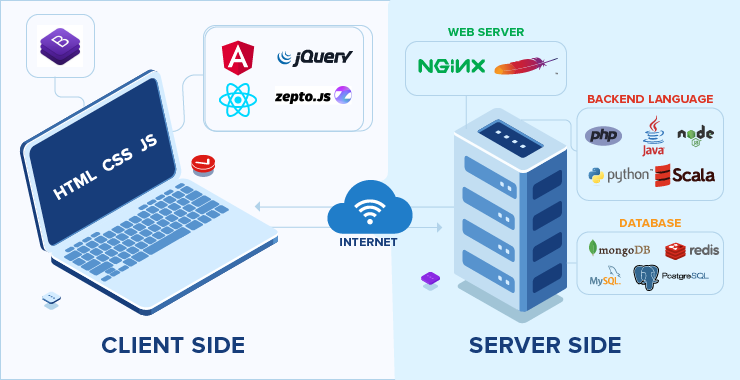 B
A
jQuery
zepto.JS
HTML CSS JS
INTERNET
CLIENT SIDE
WEB SERVER
NGINX
BACKEND LANGUAGE
php
Java
node
JS
python
Scala
DATABASE
mongoDB
redis
MySQL
PostgreSQL
SERVER SIDE